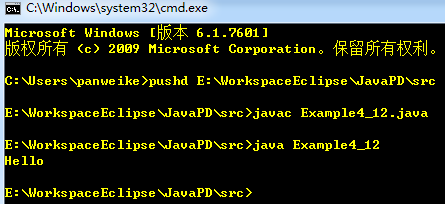 C:\Windows\system32\cmd.exe
Microsoft Windows [版本 6.1.7601]
版权所有 (c) 2009 Microsoft Corporation。保留所有权利。
C:\Users\panweike>pushd E:\WorkspaceEclipse\JavaPD\src
E:\WorkspaceEclipse\JavaPD\src>javac Example4_12.java
E:\WorkspaceEclipse\JavaPD\src>java Example4_12
Hello
E:\WorkspaceEclipse\JavaPD\src>